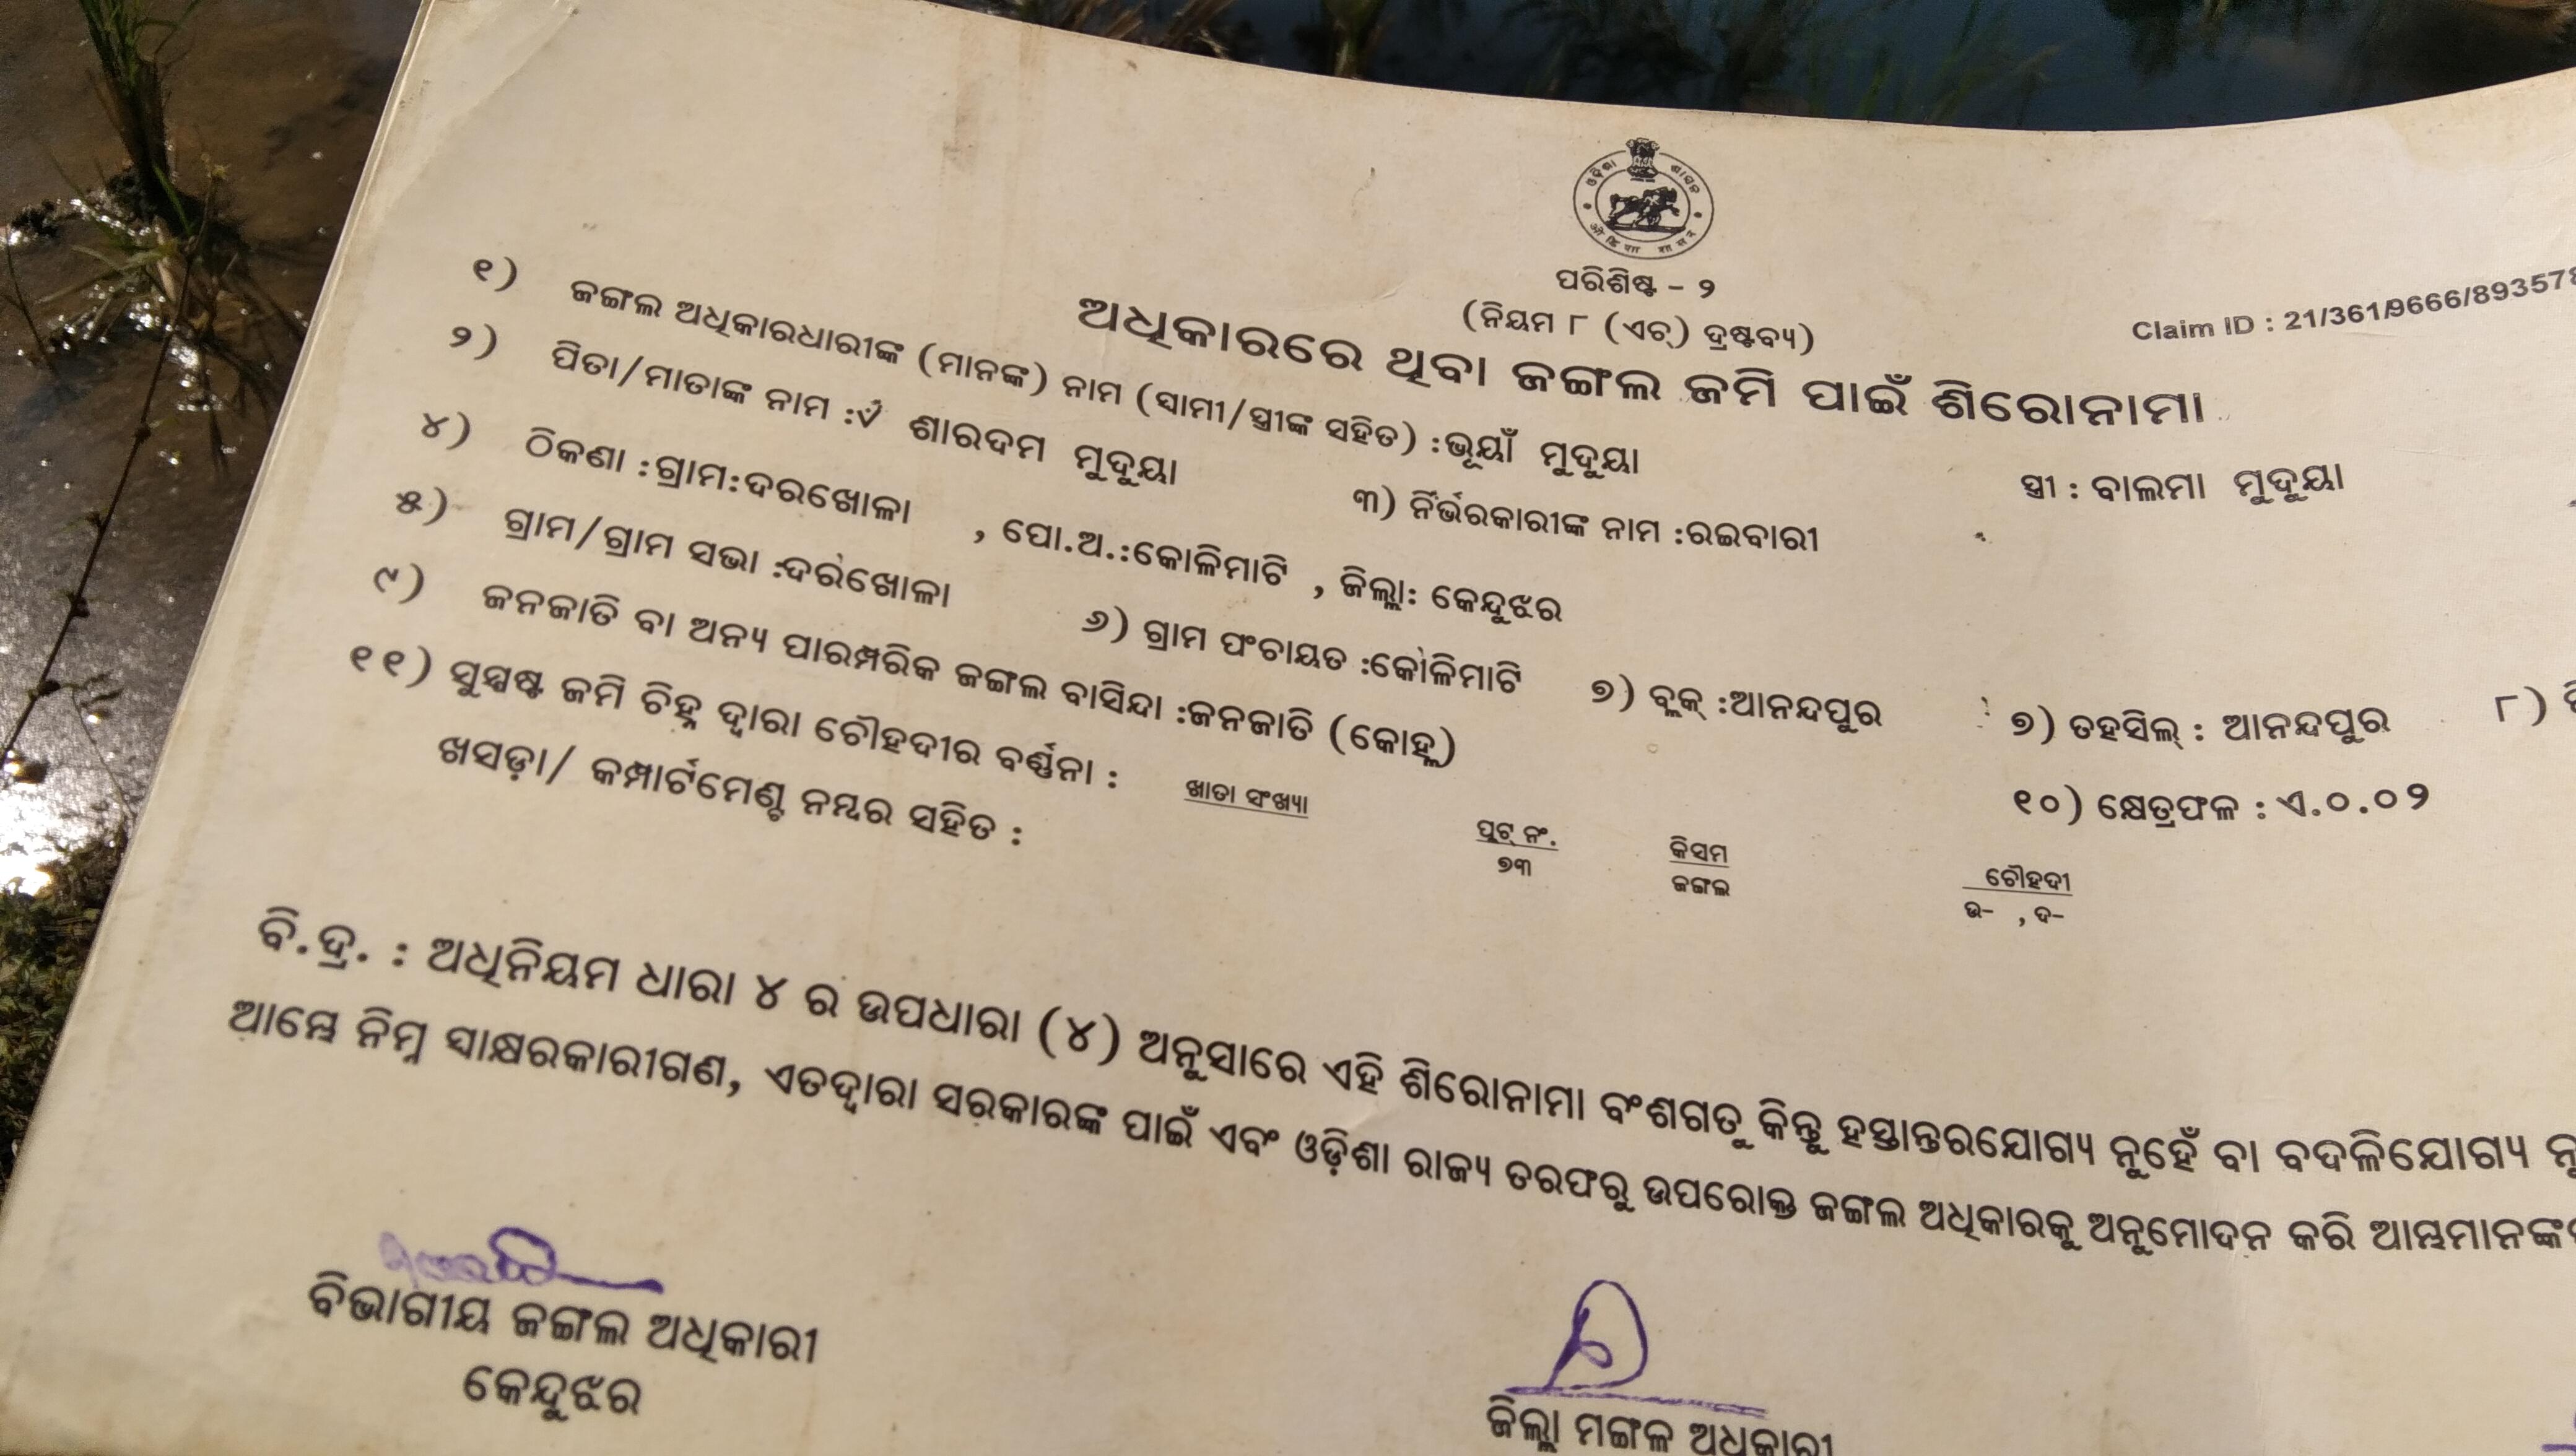 ଓଡ଼ିଶା ଶାସନ
ओडिशा शासन
ପରିଶିଷ୍ଟ - ୨
(ନିୟମ ୮ (ଏଚ୍) ଦ୍ରଷ୍ଟବ୍ୟ)
Claim ID : 21/361/9666/893578
ଅଧିକାରରେ ଥିବା ଜଙ୍ଗଲ ଜମି ପାଇଁ ଶିରୋନାମା
୧) ଜଙ୍ଗଲ ଅଧିକାରଧାରୀଙ୍କ (ମାନଙ୍କ) ନାମ (ସ୍ୱାମୀ/ସ୍ତ୍ରୀଙ୍କ ସହିତ) :ଭୂୟାଁ ମୁଦୁୟା ସ୍ତ୍ରୀ : ବାଲମା ମୁଦୁୟା
୨) ପିତା/ମାତାଙ୍କ ନାମ : ଶାରଦମ ମୁଦୁୟା ୩) ନିର୍ଭରକାରୀଙ୍କ ନାମ :ରଇବାରୀ
୪) ଠିକଣା :ଗ୍ରାମ:ଦରଖୋଳା , ପୋ.ଅ.:କୋଳିମାଟି , ଜିଲ୍ଲା: କେନ୍ଦୁଝର
୫) ଗ୍ରାମ/ଗ୍ରାମ ସଭା :ଦରଖୋଳା ୬) ଗ୍ରାମ ପଂଚାୟତ :କୋଳିମାଟି ୭) ବ୍ଲକ୍ :ଆନନ୍ଦପୁର ୭) ତହସିଲ୍ : ଆନନ୍ଦପୁର ୮)
୯) ଜନଜାତି ବା ଅନ୍ୟ ପାରମ୍ପରିକ ଜଙ୍ଗଲ ବାସିନ୍ଦା :ଜନଜାତି (କୋହ୍ଲ) ୧୦) କ୍ଷେତ୍ରଫଳ : ଏ.୦.୦୨
୧୧) ସୁସ୍ପଷ୍ଟ ଜମି ଚିହ୍ନ ଦ୍ୱାରା ଚୌହଦୀର ବର୍ଣ୍ଣନା :
ଖସଡ଼ା/ କମ୍ପାର୍ଟମେଣ୍ଟ ନମ୍ବର ସହିତ :
ଖାତା ସଂଖ୍ୟା ପ୍ଲଟ୍ ନଂ. କିସମ ଚୌହଦୀ
୭୩ ଜଙ୍ଗଲ ଉ- , ଦ-
ବି.ଦ୍ର. : ଅଧିନିୟମ ଧାରା ୪ ର ଉପଧାରା (୪) ଅନୁସାରେ ଏହି ଶିରୋନାମା ବଂଶଗତ କିନ୍ତୁ ହସ୍ତାନ୍ତରଯୋଗ୍ୟ ନୁହେଁ ବା ବଦଳିଯୋଗ୍ୟ
ଆମ୍ଭେ ନିମ୍ନ ସାକ୍ଷରକାରୀଗଣ, ଏତଦ୍ୱାରା ସରକାରଙ୍କ ପାଇଁ ଏବଂ ଓଡ଼ିଶା ରାଜ୍ୟ ତରଫରୁ ଉପରୋକ୍ତ ଜଙ୍ଗଲ ଅଧିକାରକୁ ଅନୁମୋଦନ କରି ଆମ୍ଭମାନଙ୍କର
ବିଭାଗୀୟ ଜଙ୍ଗଲ ଅଧିକାରୀ
କେନ୍ଦୁଝର
ଜିଲ୍ଲା ମଙ୍ଗଳ ଅଧିକାରୀ